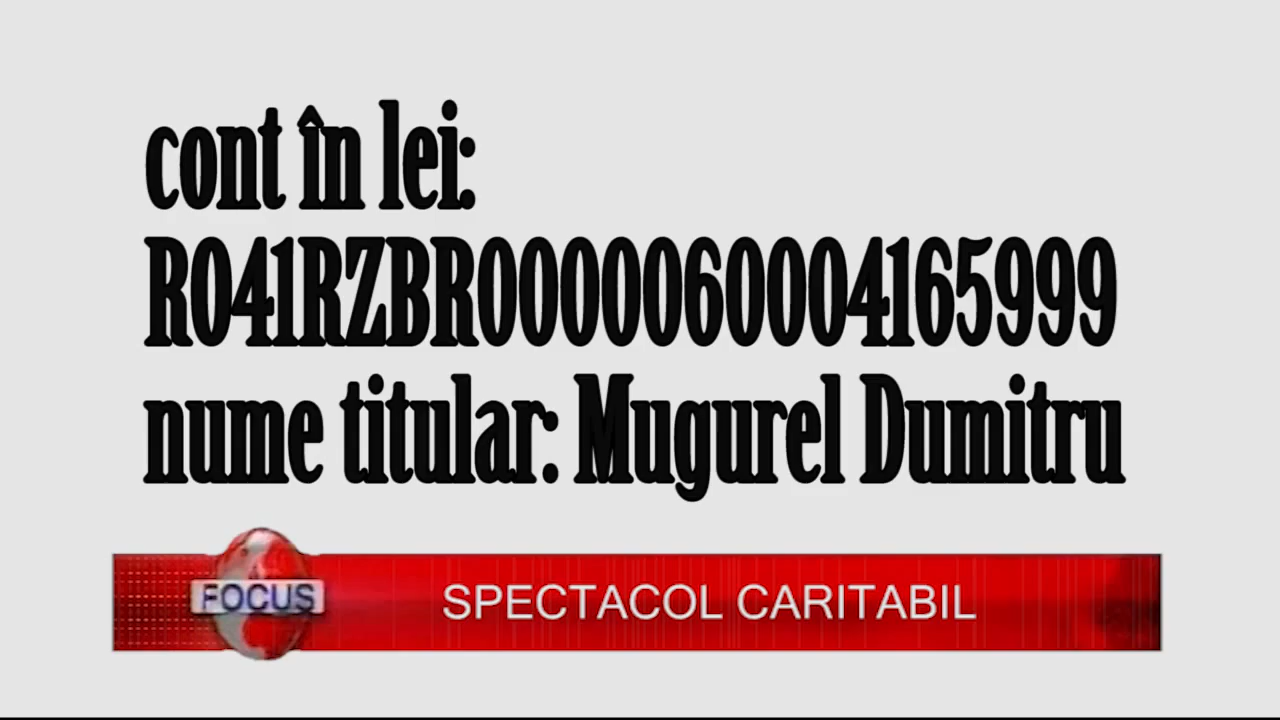 cont în lei:
RO41RZBR0000060004165999
nume titular: Mugurel Dumitru
FOCUS
SPECTACOL CARITABIL